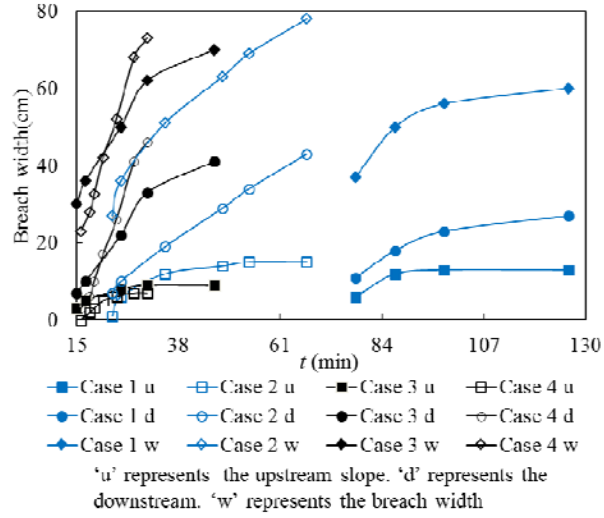 80
60
40
20
0
Breach width(cm)
15 38 61 84 107 130
t (min)
Case 1 u Case 2 u Case 3 u Case 4 u
Case 1 d Case 2 d Case 3 d Case 4 d
Case 1 w Case 2 w Case 3 w Case 4 w
‘u’ represents the upstream slope. ‘d’ represents the
downstream. ‘w’ represents the breach width